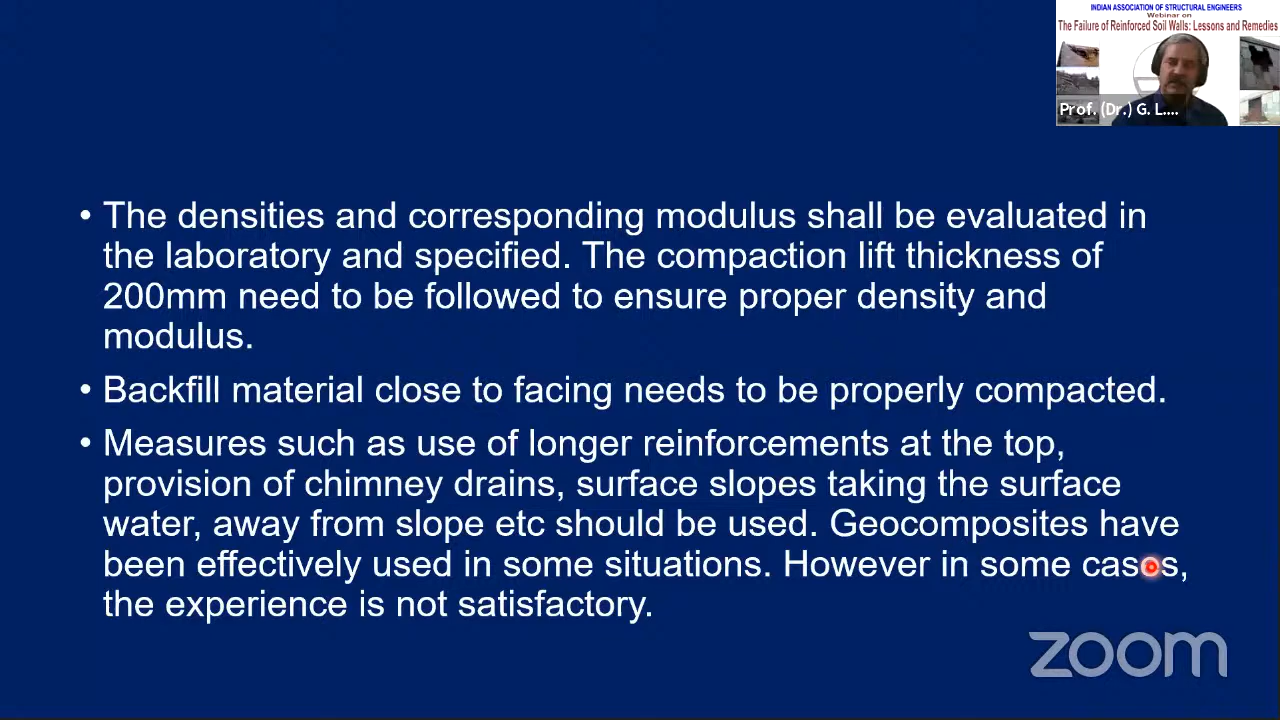 INDIAN ASSOCIATION OF STRUCTURAL ENGINEERS
Webinar on
The Failure of Reinforced Soil Walls: Lessons and Remedies
Prof. (Dr.) G. L....
• The densities and corresponding modulus shall be evaluated in
the laboratory and specified. The compaction lift thickness of
200mm need to be followed to ensure proper density and
modulus.
• Backfill material close to facing needs to be properly compacted.
• Measures such as use of longer reinforcements at the top,
provision of chimney drains, surface slopes taking the surface
water, away from slope etc should be used. Geocomposites have
been effectively used in some situations. However in some cases,
the experience is not satisfactory.
zoom